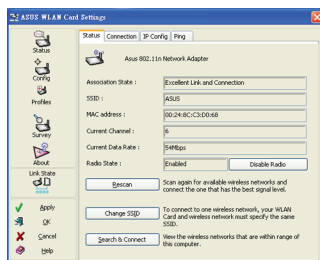 ASUS WLAN Card Settings
Status
Config
Profiles
Survey
About
Link State
Apply
OK
Cancel
Help
Status Connection IP Config Ping
Asus 802.11n Network Adapter
Association State : Excellent Link and Connection
SSID : ASUS
MAC address : 00:24:8C:C3:D0:68
Current Channel : 6
Current Data Rate : 54Mbps
Radio State : Enabled Disable Radio
Rescan
Scan again for available wireless networks and
connect the one that has the best signal level.
Change SSID
To connect to one wireless network, your WLAN
Card and wireless network must specify the same
SSID.
Search & Connect
View the wireless networks that are within range of
this computer.